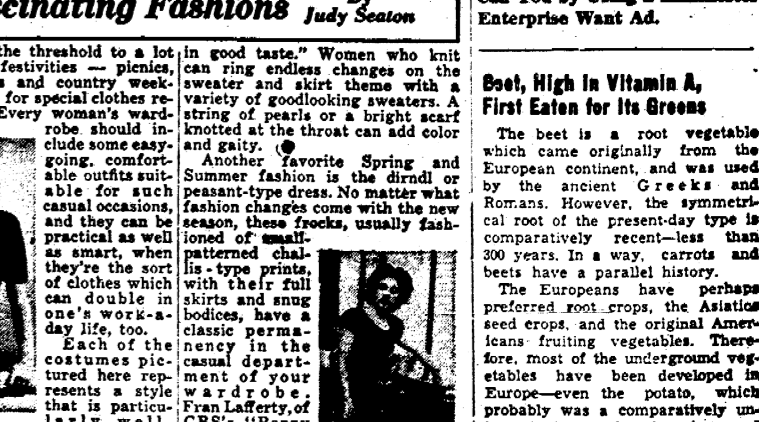 Fascinating Fashions By
Judy Seaton
the threshold to a lot
festivities — picnics,
s and country week-
for special clothes re-
Every woman's ward-
robe should in-
clude some easy-
going, comfort-
able outfits suit-
able for such
casual occasions,
and they can be
practical as well
as smart, when
they're the sort
of clothes which
can double in
one's work-a-
day life, too.
Each of the
costumes pic-
tured here rep-
resents a style
that is particu-
larly well
in good taste." Women who knit
can ring endless changes on the
sweater and skirt theme with a
variety of goodlooking sweaters. A
string of pearls or a bright scarf
knotted at the throat can add color
and gaity.
Another favorite Spring and
Summer fashion is the dirndl or
peasant-type dress. No matter what
fashion changes come with the new
season, these frocks, usually fash-
ioned of small-
patterned chal-
lis-type prints,
with their full
skirts and snug
bodices, have a
classic perma-
nency in the
casual depart-
ment of your
wardrobe.
Fran Lafferty, of
CBS's
Enterprise Want Ad.
Beet, High in Vitamin A,
First Eaten for Its Greens
The beet is a root vegetable
which came originally from the
European continent, and was used
by the ancient Greeks and
Romans. However, the symmetri-
cal root of the present-day type is
comparatively recent—less than
300 years. In a way, carrots and
beets have a parallel history.
The Europeans have perhaps
preferred root crops, the Asiatics
seed crops, and the original Amer-
icans fruiting vegetables. There-
fore, most of the underground veg-
etables have been developed in
Europe—even the potato, which
probably was a comparatively un-